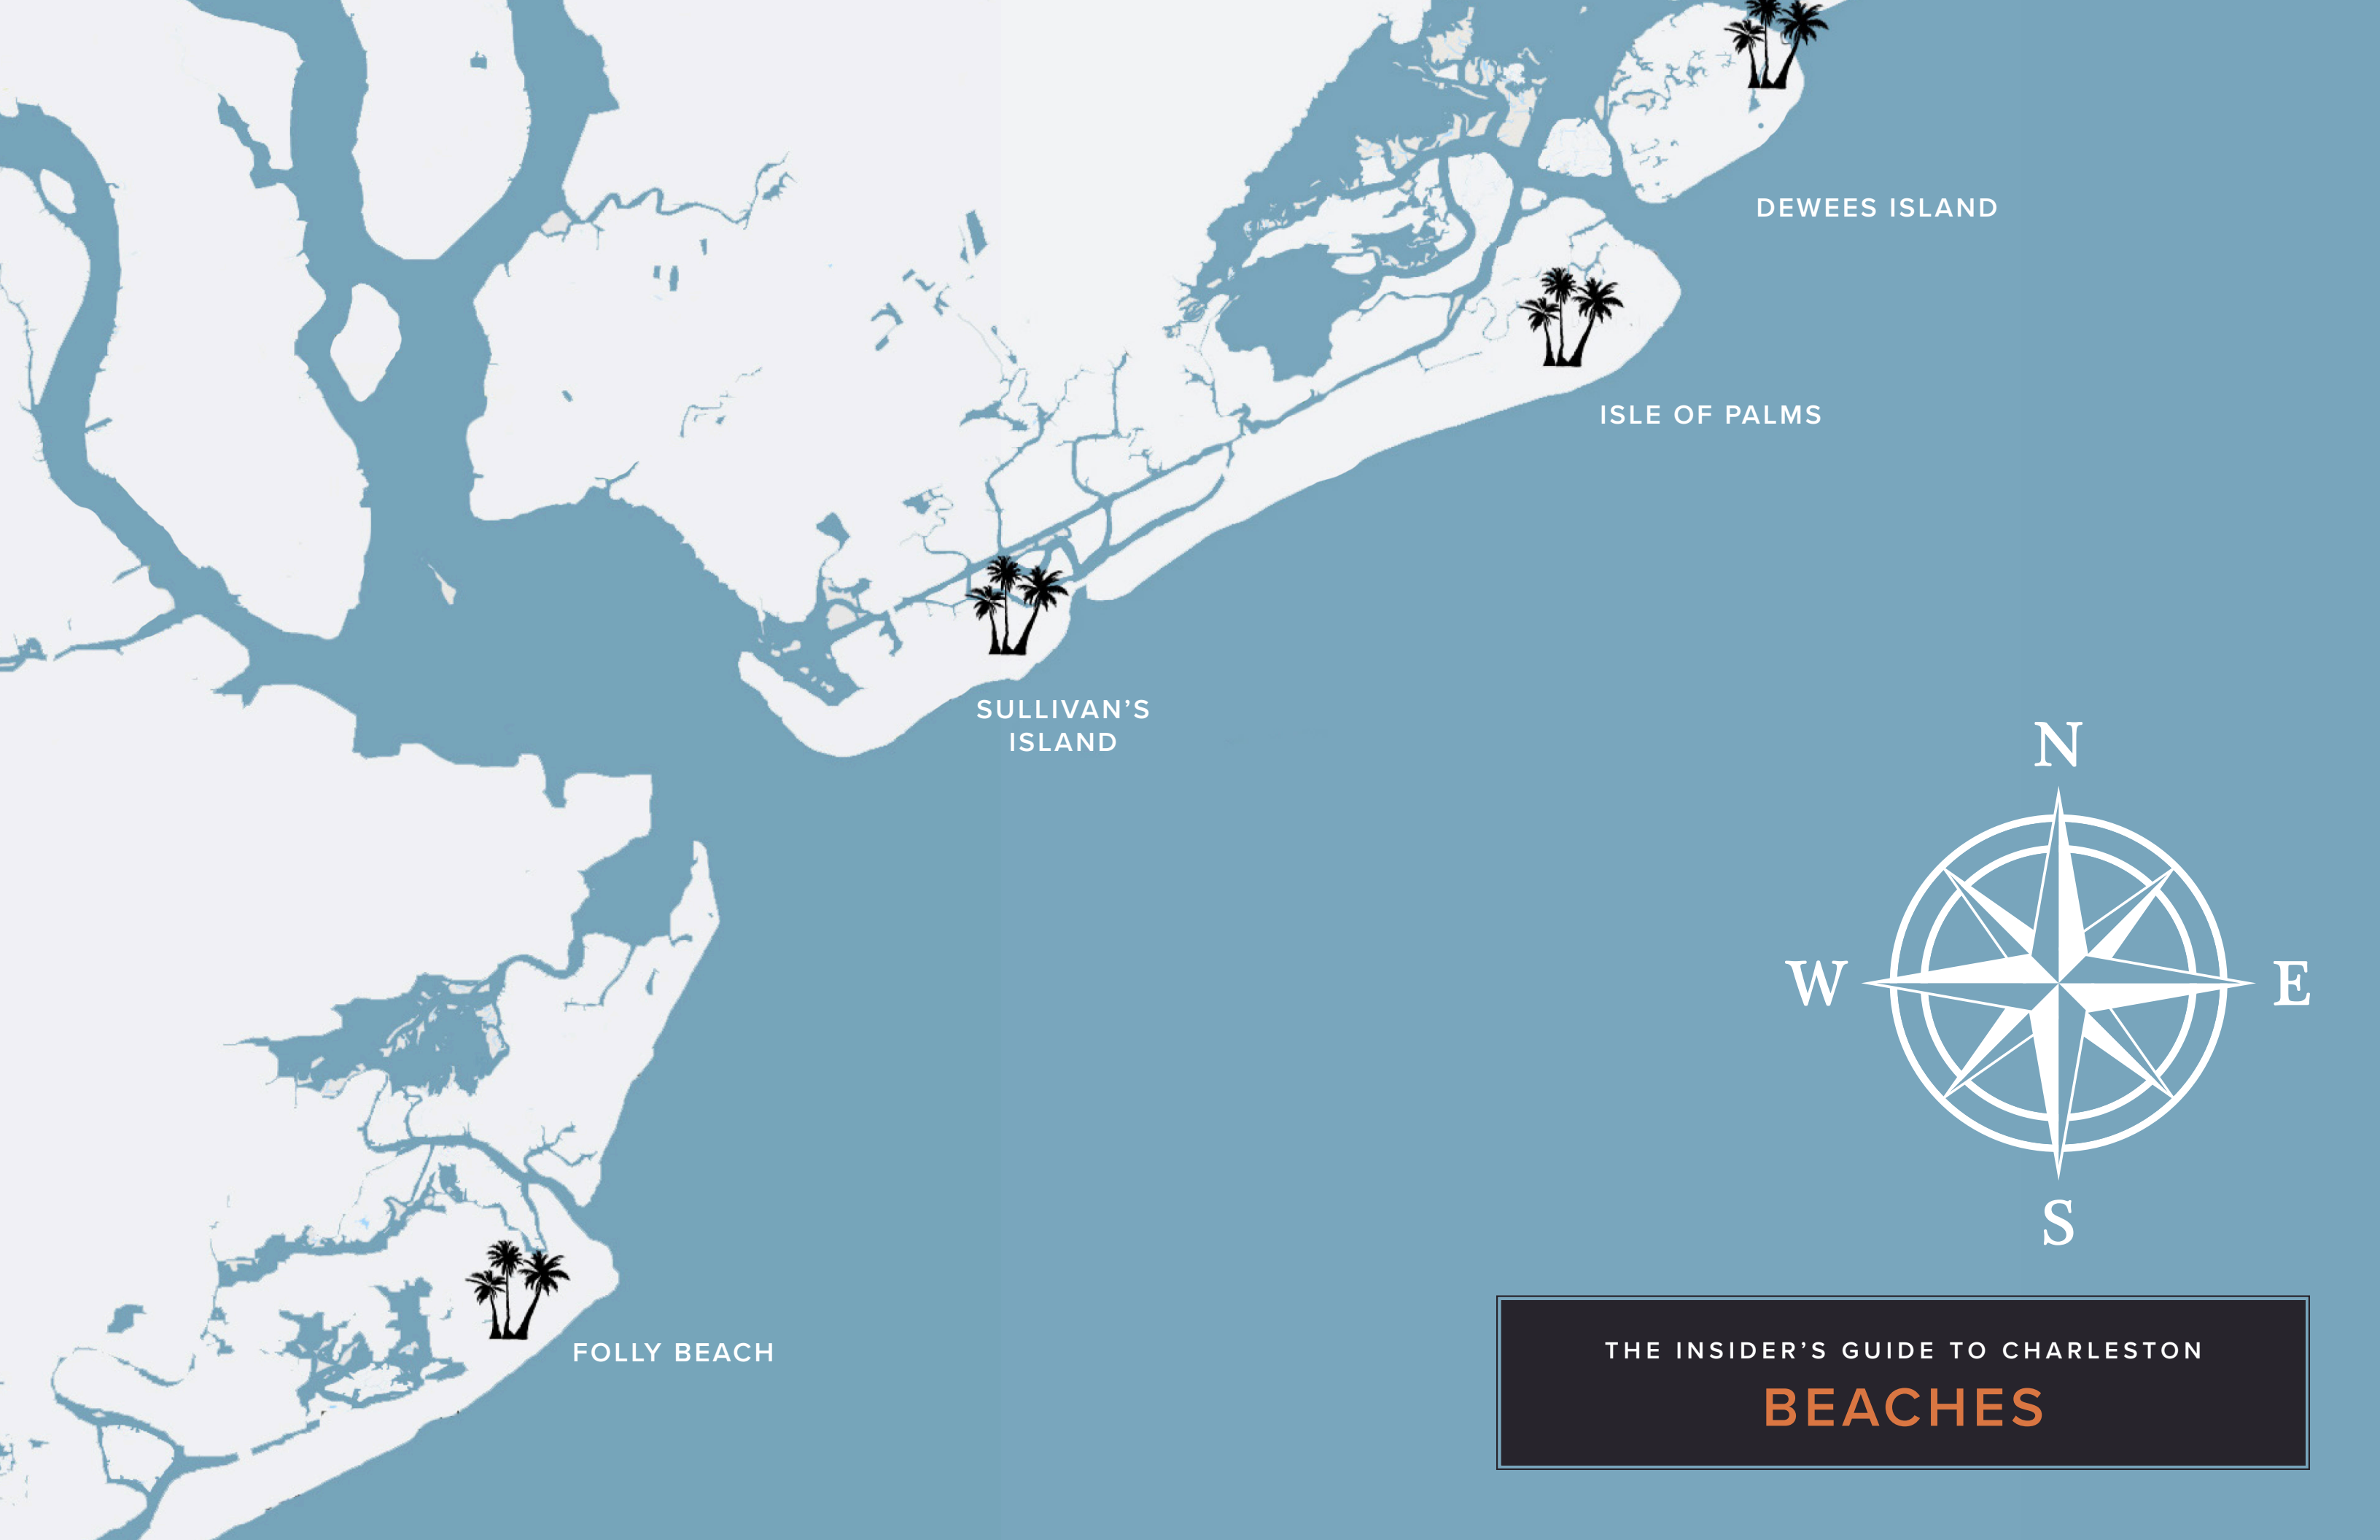 DEWEES ISLAND
ISLE OF PALMS
SULLIVAN’S
ISLAND
N
W
E
S
FOLLY BEACH
THE INSIDER’S GUIDE TO CHARLESTON
BEACHES